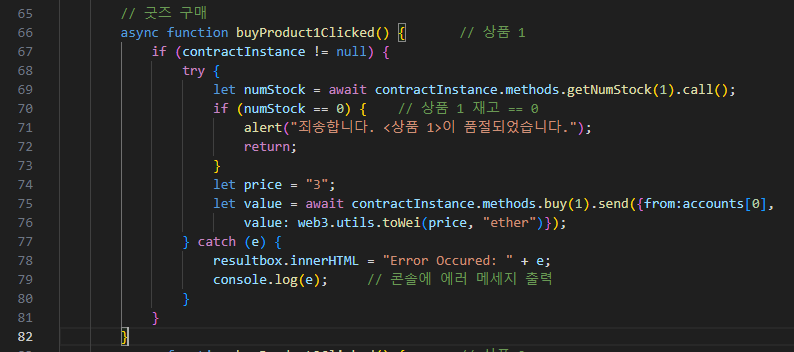 65 // 굿즈 구매
66 async function buyProduct1Clicked() { // 상품 1
67 if (contractInstance != null) {
68 try {
69 let numStock = await contractInstance.methods.getNumStock(1).call();
70 if (numStock == 0) { // 상품 1 재고 == 0
71 alert("죄송합니다. <상품 1>이 품절되었습니다.");
72 return;
73 }
74 let price = "3";
75 let value = await contractInstance.methods.buy(1).send({from:accounts[0],
76 value: web3.utils.toWei(price, "ether")});
77 } catch (e) {
78 resultbox.innerHTML = "Error Occured: " + e;
79 console.log(e); // 콘솔에 에러 메세지 출력
80 }
81 }
82 }